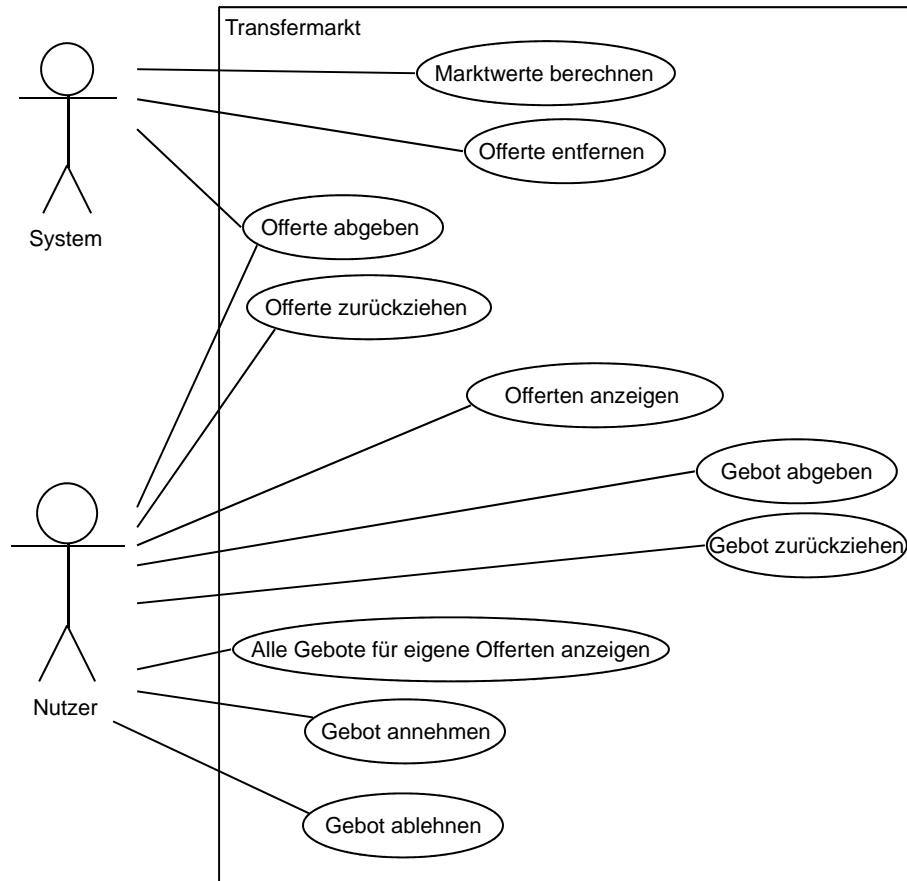 Transfermarkt
Marktwerte berechnen
Offerte entfernen
System
Offerte abgeben
Offerte zurückziehen
Offerten anzeigen
Gebot abgeben
Gebot zurückziehen
Alle Gebote für eigene Offerten anzeigen
Nutzer
Gebot annehmen
Gebot ablehnen